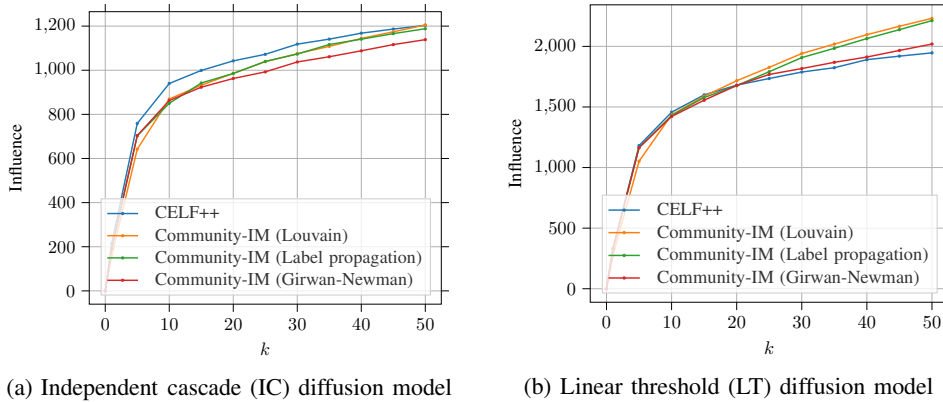 1,200
1,000
800
600
400
200
0
Influence
CELF++
Community-IM (Louvain)
Community-IM (Label propagation)
Community-IM (Girwan-Newman)
0 10 20 30 40 50
k
(a) Independent cascade (IC) diffusion model
2,000
1,500
1,000
500
0
Influence
CELF++
Community-IM (Louvain)
Community-IM (Label propagation)
Community-IM (Girwan-Newman)
0 10 20 30 40 50
k
(b) Linear threshold (LT) diffusion model